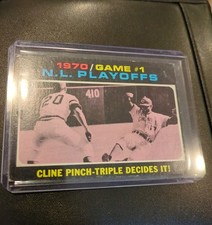 1970/GAME #1
N.L. PLAYOFFS
410
20
CLINE PINCH-TRIPLE DECIDES IT!